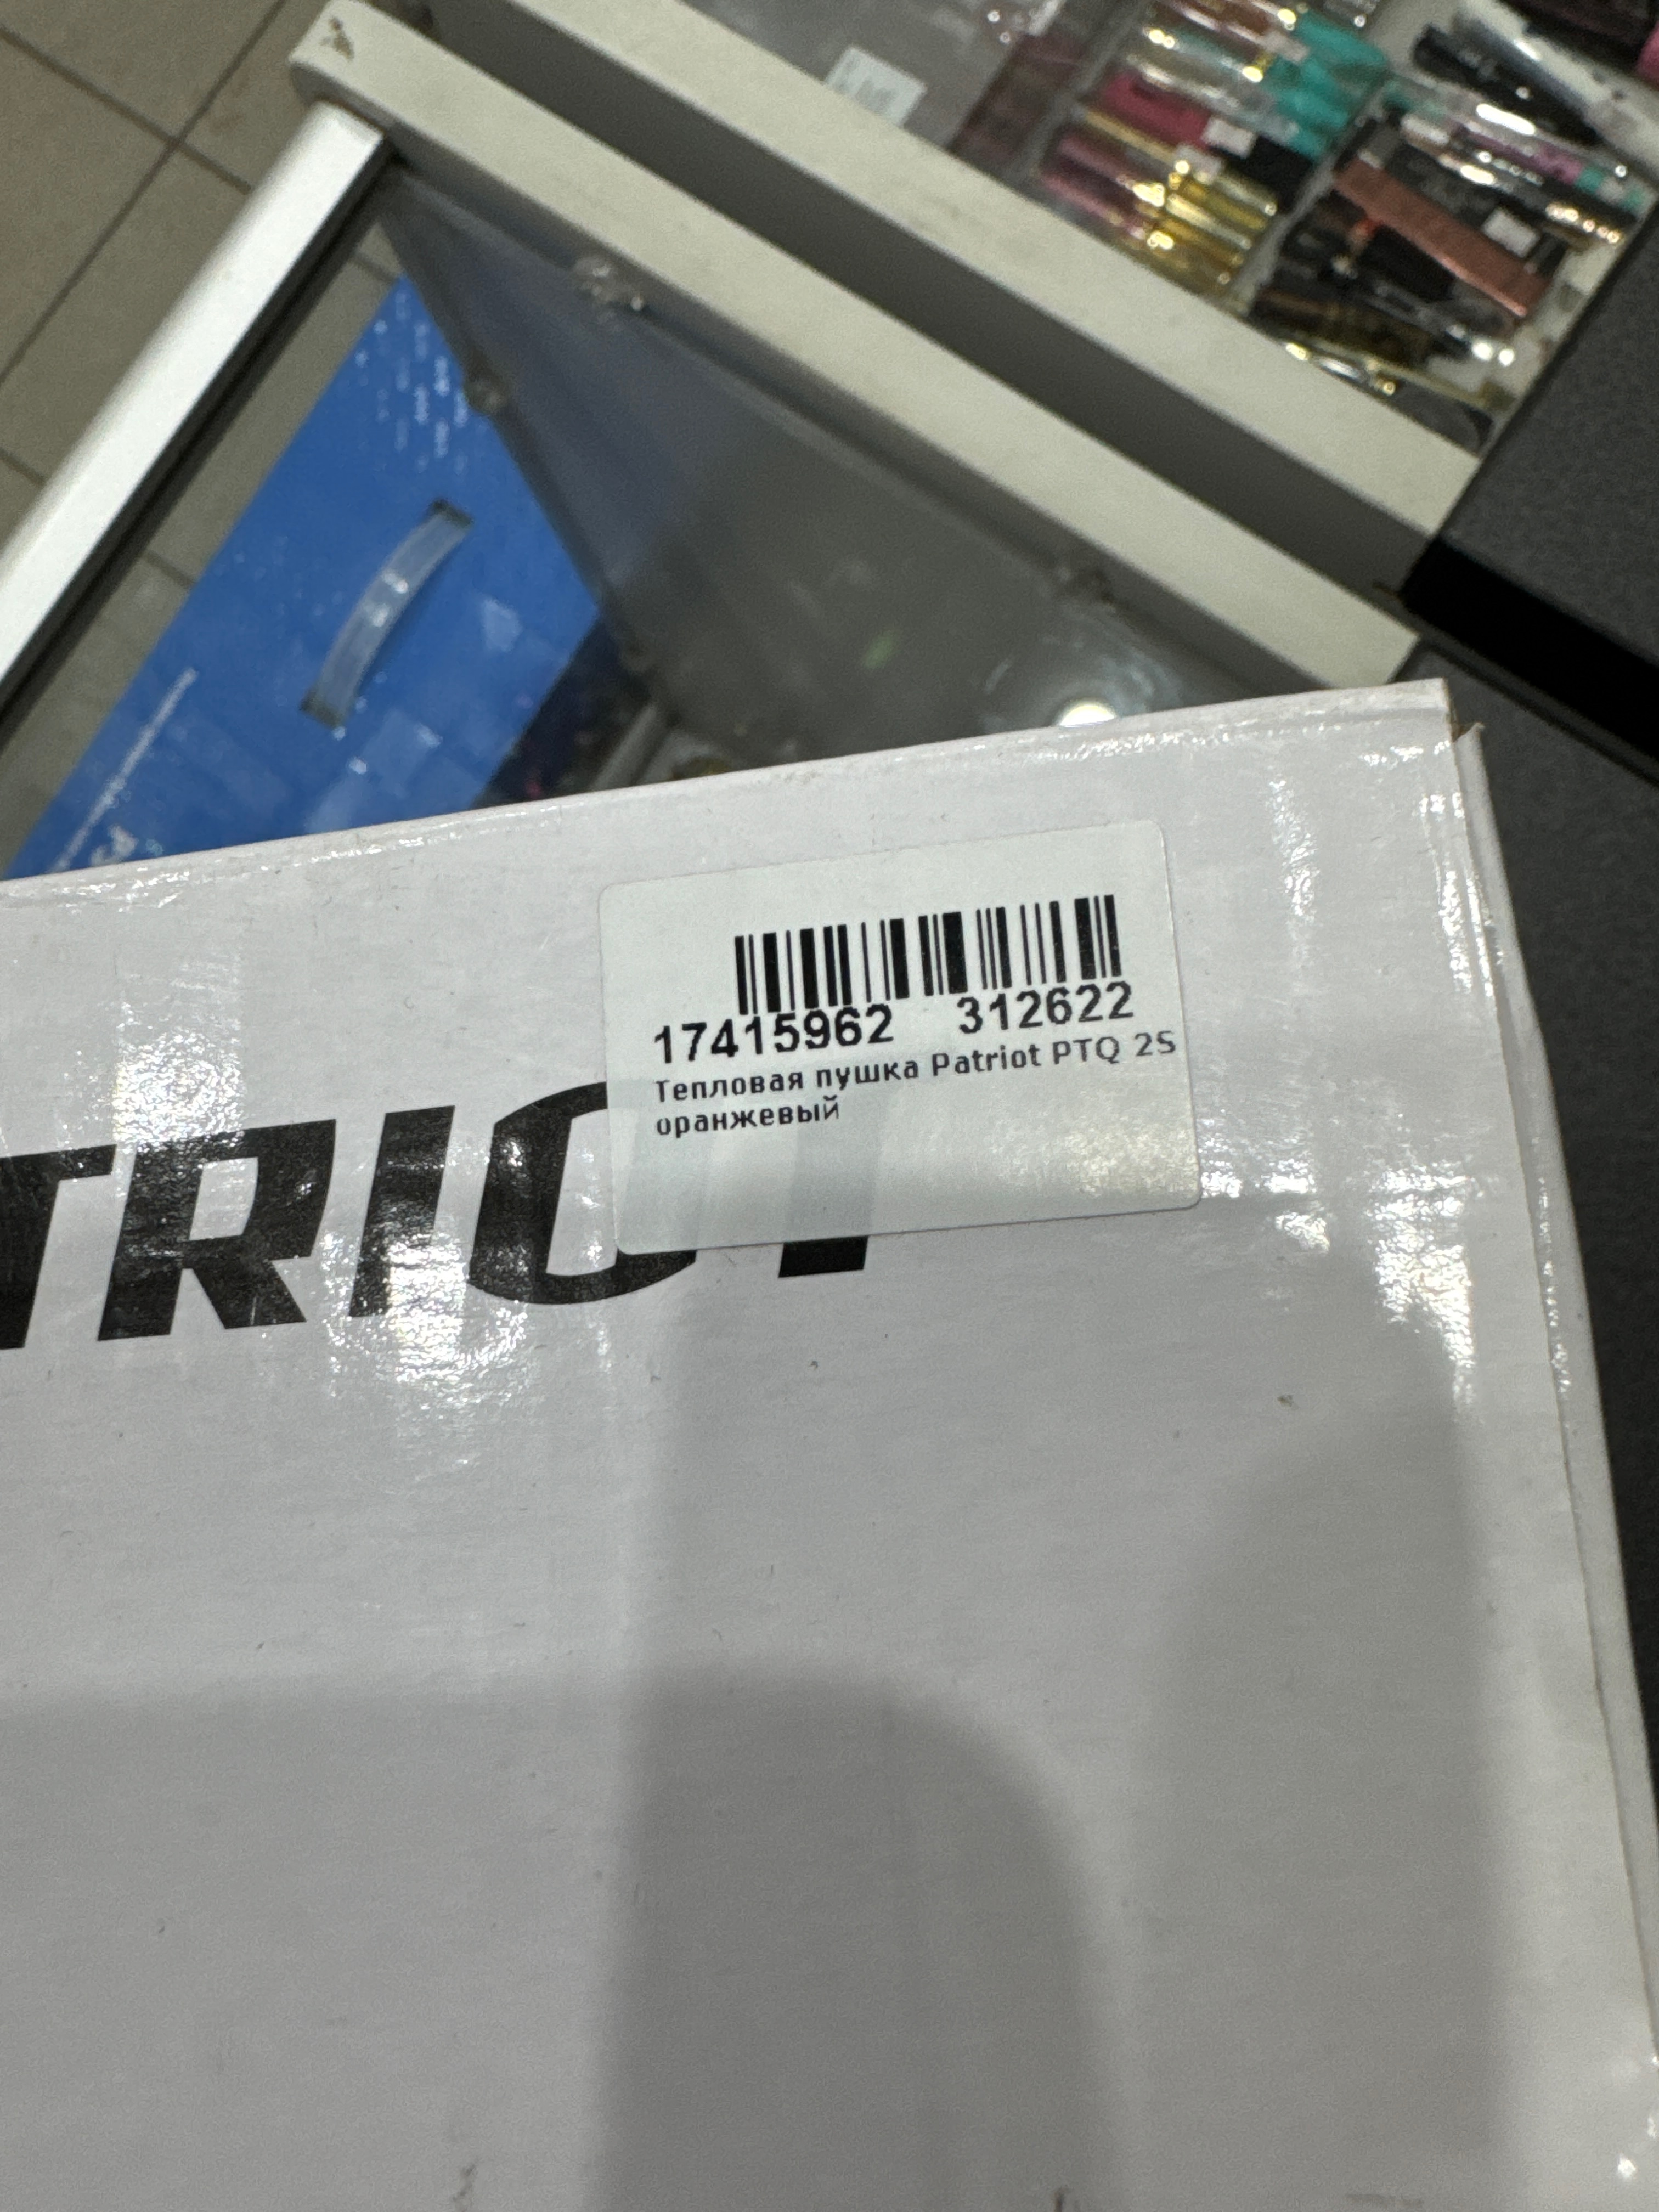 17415962 312622
Тепловая пушка Patriot PTQ 2S
оранжевый
TRIOT